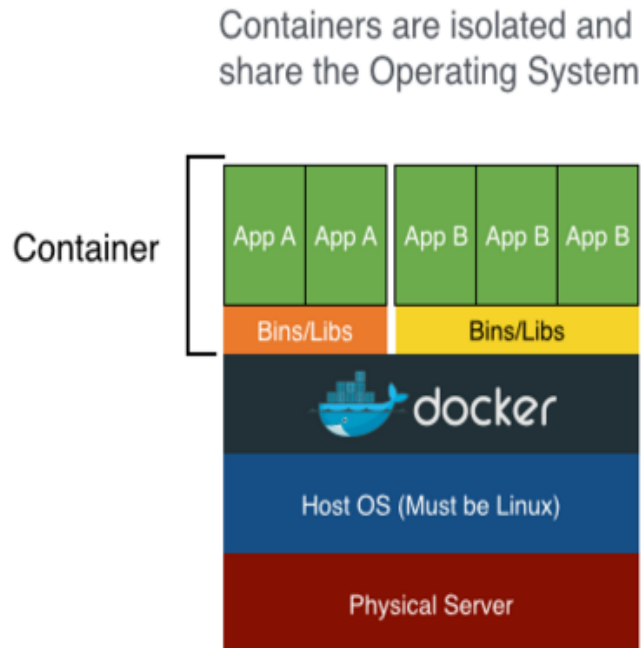 Containers are isolated and
share the Operating System
Container
App A App A App B App B App B
Bins/Libs Bins/Libs
docker
Host OS (Must be Linux)
Physical Server